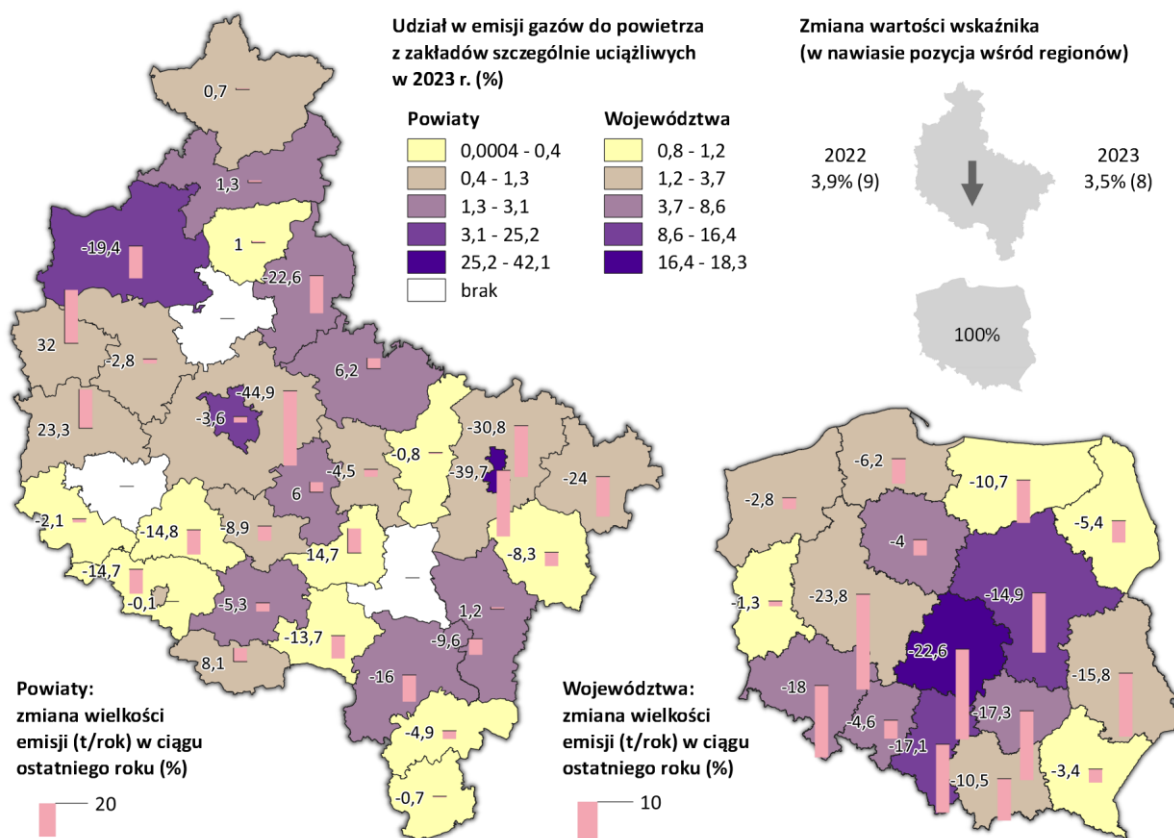 Udział w emisji gazów do powietrza
z zakładów szczególnie uciążliwych
w 2023 r. (%)
Powiaty
0,0004 - 0,4
0,4 - 1,3
1,3 - 3,1
3,1 - 25,2
25,2 - 42,1
brak
Województwa
0,8 - 1,2
1,2 - 3,7
3,7 - 8,6
8,6 - 16,4
16,4 - 18,3
Zmiana wartości wskaźnika
(w nawiasie pozycja wśród regionów)
2022
3,9% (9)
2023
3,5% (8)
100%
0,7
1,3
-19,4
1
-22,6
32
-2,8
6,2
-44,9
-3,6
23,3
-30,8
-0,8
-39,7
-4,5
-24
6
-2,1
-14,8
-8,9
14,7
-8,3
-14,7
-0,1
-5,3
1,2
-13,7
-9,6
8,1
-16
-4,9
-0,7
Powiaty:
zmiana wielkości
emisji (t/rok) w ciągu
ostatniego roku (%)
20
-6,2
-2,8
-10,7
-5,4
-4
-1,3
-23,8
-14,9
-22,6
-15,8
-18
-4,6
-17,3
-17,1
-10,5
-3,4
Województwa:
zmiana wielkości
emisji (t/rok) w ciągu
ostatniego roku (%)
10